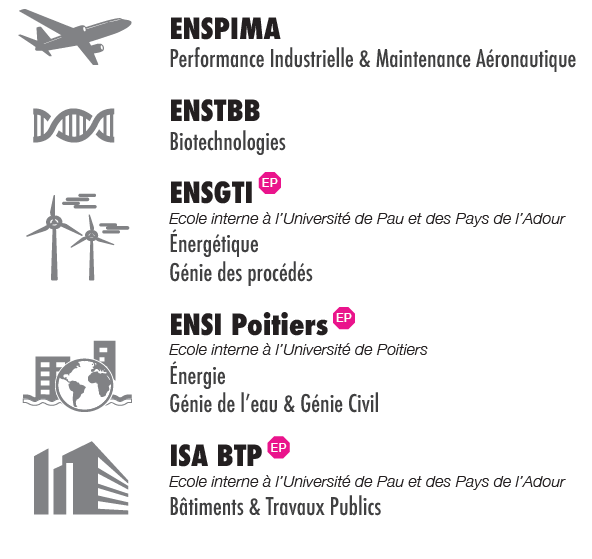 ENSPIMA
Performance Industrielle & Maintenance Aéronautique
ENSTBB
Biotechnologies
ENSGTI EP
Ecole interne à l'Université de Pau et des Pays de l'Adour
Énergétique
Génie des procédés
ENSI Poitiers EP
Ecole interne à l'Université de Poitiers
Énergie
Génie de l'eau & Génie Civil
ISA BTP EP
Ecole interne à l'Université de Pau et des Pays de l'Adour
Bâtiments & Travaux Publics